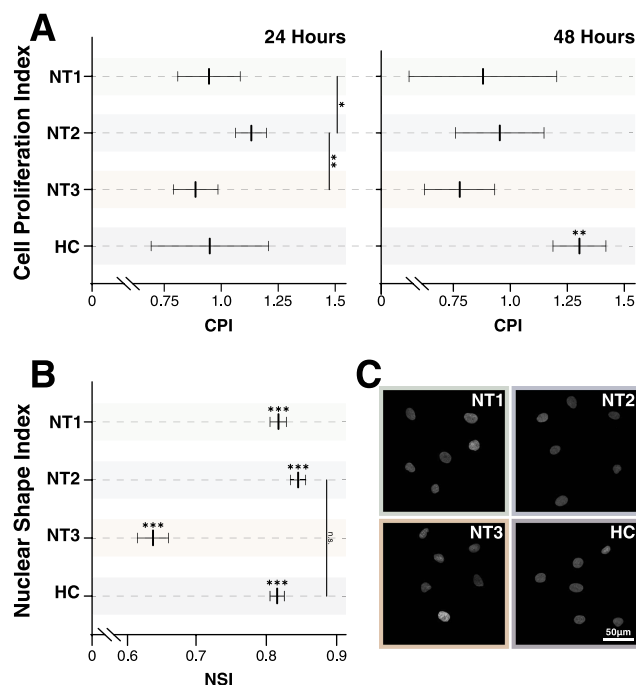 A
24 Hours
48 Hours
Cell Proliferation Index
NT1
NT2
NT3
HC
*
**
**
0
0.75
1.0
1.25
1.5
CPI
0
0.75
1.0
1.25
1.5
CPI
B
Nuclear Shape Index
NT1
NT2
NT3
HC
***
***
***
***
n.s.
0
0.6
0.7
0.8
0.9
NSI
C
NT1
NT2
NT3
HC
50μm